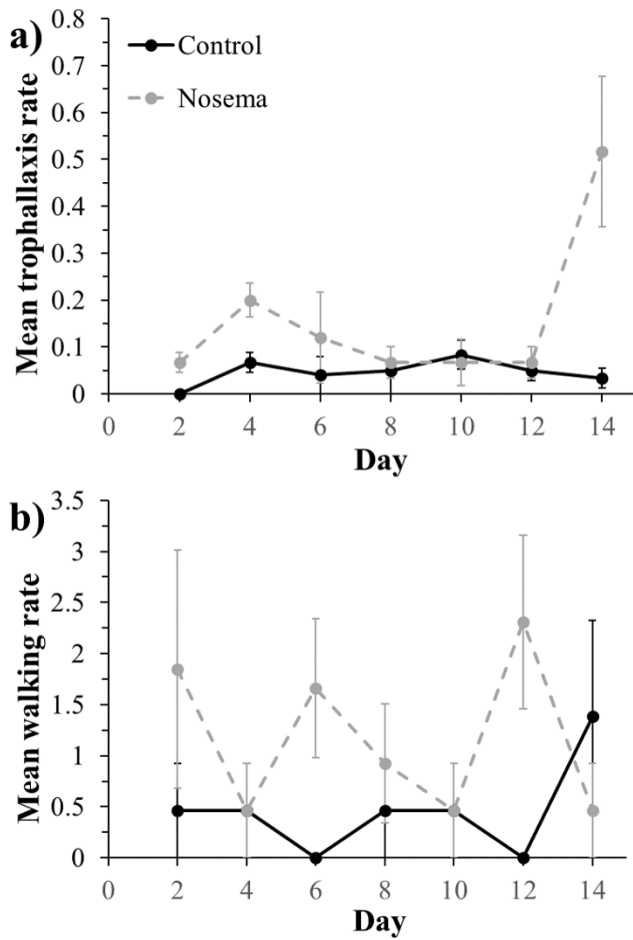 a)
Control
Nosema
Mean trophallaxis rate
0.8
0.7
0.6
0.5
0.4
0.3
0.2
0.1
0
0 2 4 6 8 10 12 14
Day
b)
Mean walking rate
3.5
3
2.5
2
1.5
1
0.5
0
0 2 4 6 8 10 12 14
Day